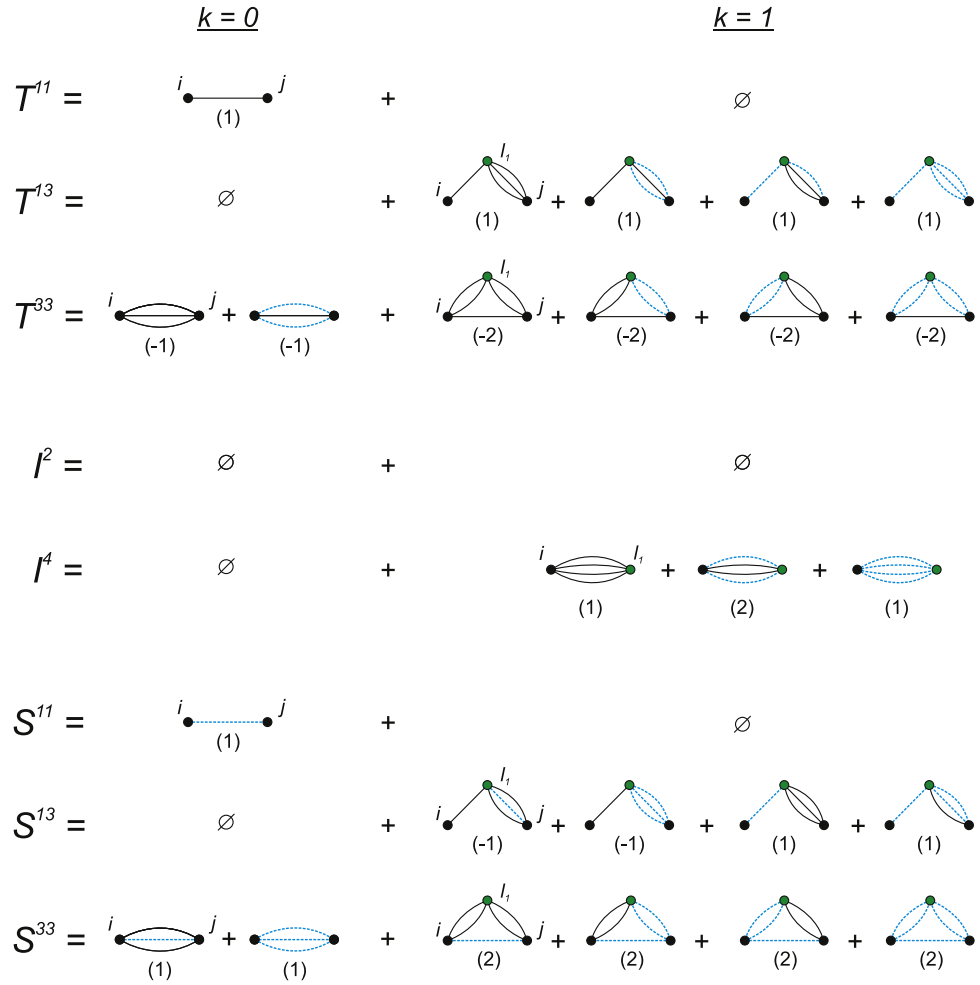 k = 0 k = 1
T¹¹ = i j (1) + ∅
T¹³ = ∅ + i l₁ j (1) + (1) + (1) + (1)
T³³ = i j (-1) + (-1) + i l₁ j (-2) + (-2) + (-2) + (-2)
I² = ∅ + ∅
I⁴ = ∅ + i l₁ (1) + (2) + (1)
S¹¹ = i j (1) + ∅
S¹³ = ∅ + i l₁ j (-1) + (-1) + (1) + (1)
S³³ = i j (1) + (1) + i l₁ j (2) + (2) + (2) + (2)